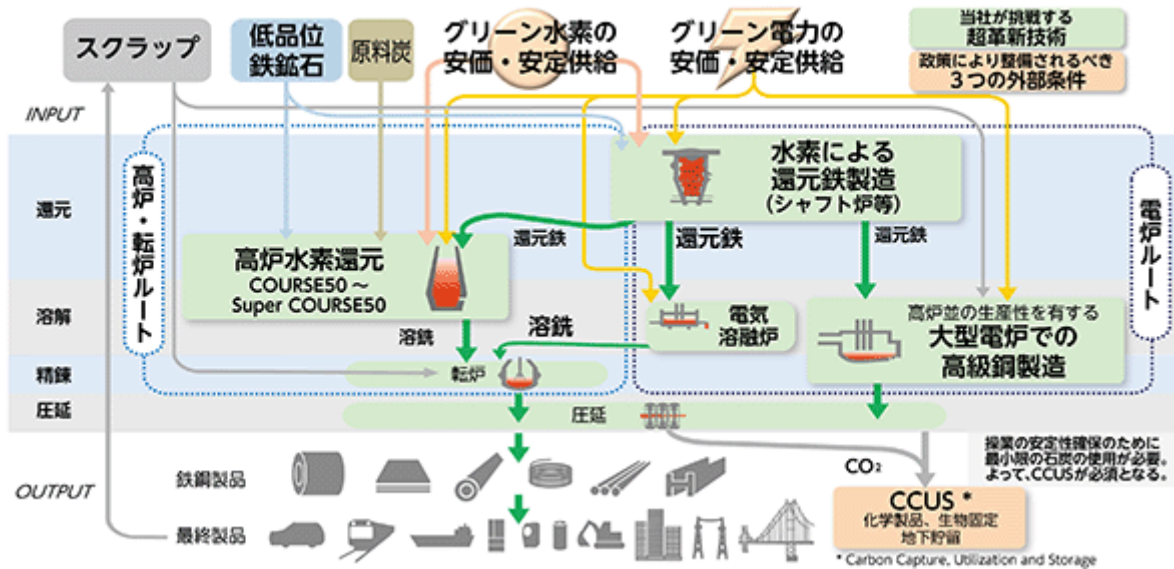 スクラップ
低品位
鉄鉱石
原料炭
グリーン水素の
安価・安定供給
グリーン電力の
安価・安定供給
当社が挑戦する
超革新技術
政策により整備されるべき
3つの外部条件
INPUT
還元
溶解
精錬
圧延
OUTPUT
高炉・転炉ルート
電炉ルート
水素による
還元鉄製造
(シャフト炉等)
還元鉄
還元鉄
還元鉄
高炉水素還元
COURSE50～
Super COURSE50
溶銑
溶銑
電気
溶融炉
高炉並の生産性を有する
大型電炉での
高級鋼製造
転炉
圧延
操業の安定性確保のために
最小限の石炭の使用が必要。
よって、CCUSが必須となる。
CO₂
鉄鋼製品
最終製品
CCUS *
化学製品、生物固定
地下貯留
* Carbon Capture, Utilization and Storage